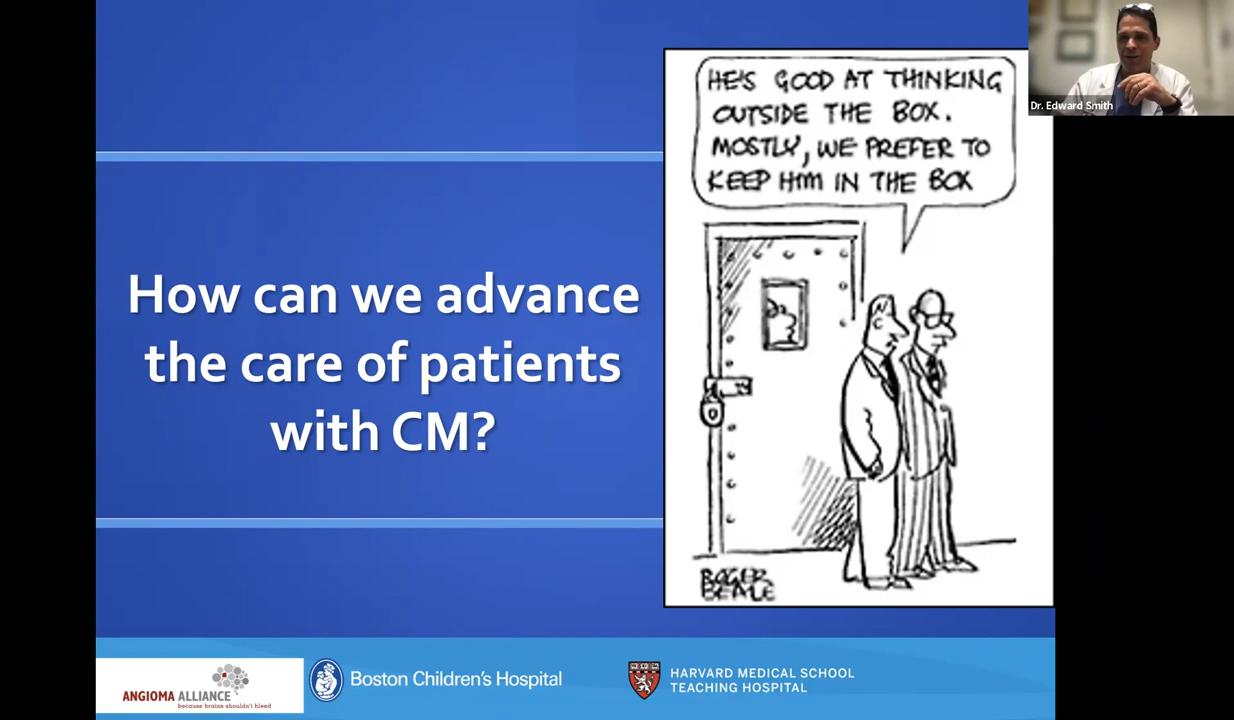 HE'S GOOD AT THINKING
OUTSIDE THE BOX.
MOSTLY, WE PREFER TO
KEEP HIM IN THE BOX
Dr. Edward Smith
How can we advance
the care of patients
with CM?
ROGER
BEALE
ANGIOMA ALLIANCE
because brains shouldn't bleed
Boston Children's Hospital
HARVARD MEDICAL SCHOOL
TEACHING HOSPITAL